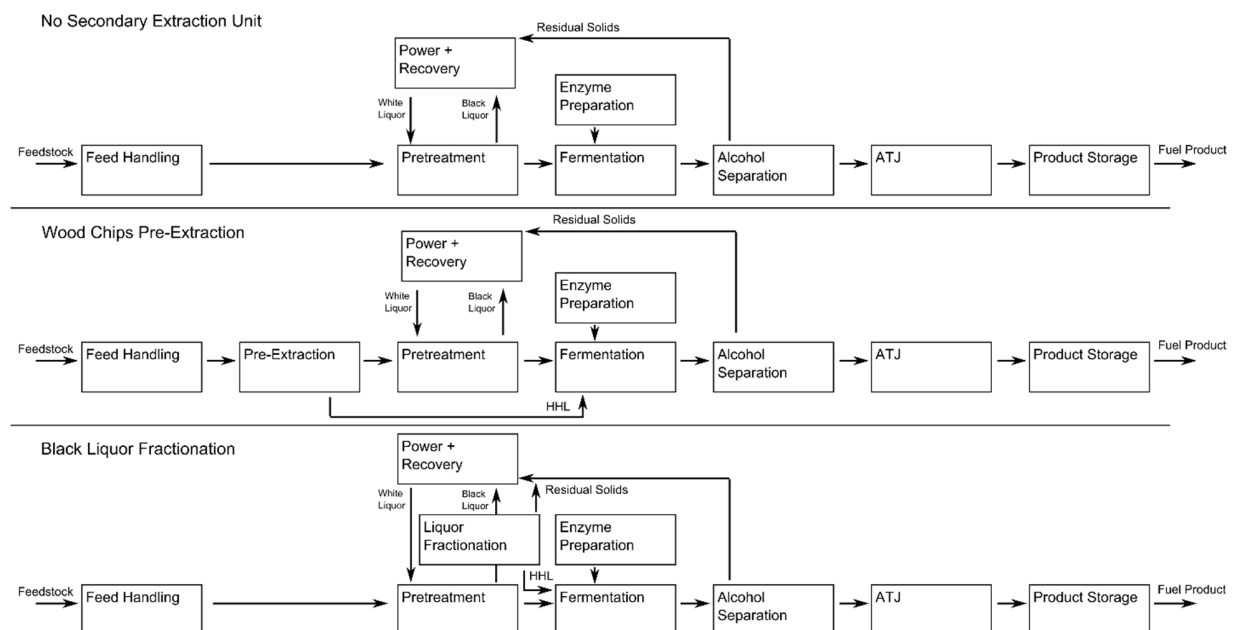 No Secondary Extraction Unit
Residual Solids
Power +
Recovery
White
Liquor
Black
Liquor
Enzyme
Preparation
Feedstock
Feed Handling
Pretreatment
Fermentation
Alcohol
Separation
ATJ
Product Storage
Fuel Product
Wood Chips Pre-Extraction
Residual Solids
Power +
Recovery
White
Liquor
Black
Liquor
Enzyme
Preparation
Feedstock
Feed Handling
Pre-Extraction
Pretreatment
Fermentation
Alcohol
Separation
ATJ
Product Storage
Fuel Product
HHL
Black Liquor Fractionation
Power +
Recovery
White
Liquor
Black
Liquor
Residual Solids
Liquor
Fractionation
Enzyme
Preparation
HHL
Feedstock
Feed Handling
Pretreatment
Fermentation
Alcohol
Separation
ATJ
Product Storage
Fuel Product